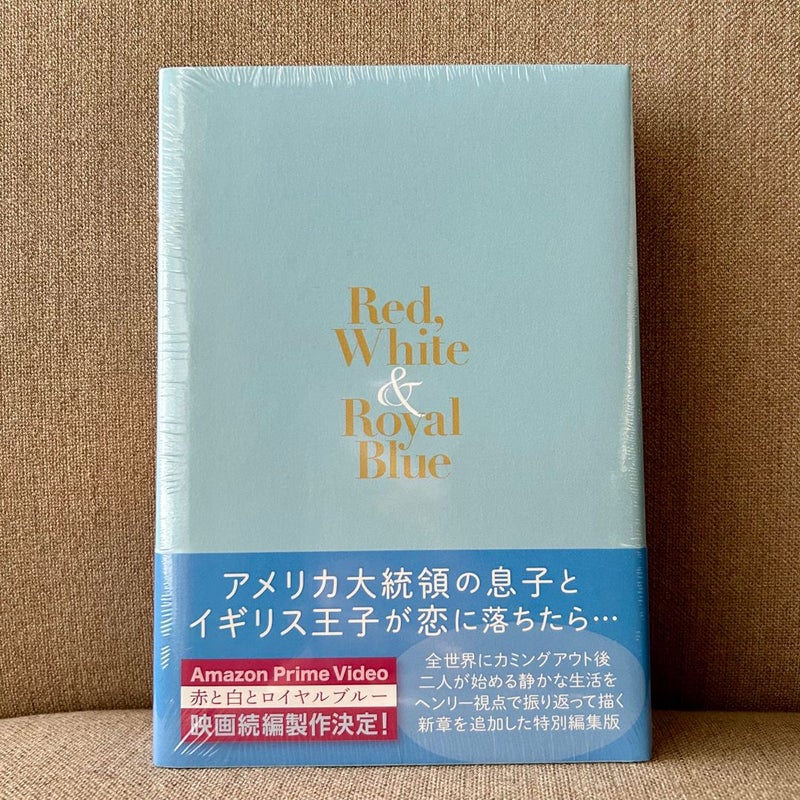 Red,
White
&
Royal
Blue
アメリカ大統領の息子と
イギリス王子が恋に落ちたら…
Amazon Prime Video
赤と白とロイヤルブルー
映画続編製作決定!
全世界にカミングアウト後
二人が始める静かな生活を
ヘンリー視点で振り返って描く
新章を追加した特別編集版